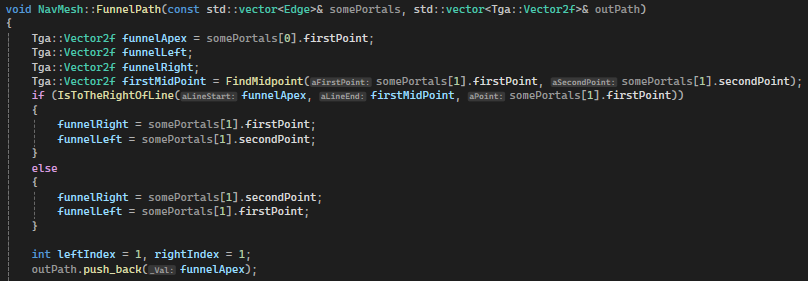 void NavMesh::FunnelPath(const std::vector<Edge>& somePortals, std::vector<Tga::Vector2f>& outPath)
{
Tga::Vector2f funnelApex = somePortals[0].firstPoint;
Tga::Vector2f funnelLeft;
Tga::Vector2f funnelRight;
Tga::Vector2f firstMidPoint = FindMidpoint(aFirstPoint: somePortals[1].firstPoint, aSecondPoint: somePortals[1].secondPoint);
if (IsToTheRightOfLine(aLineStart: funnelApex, aLineEnd: firstMidPoint, aPoint: somePortals[1].firstPoint))
{
funnelRight = somePortals[1].firstPoint;
funnelLeft = somePortals[1].secondPoint;
}
else
{
funnelRight = somePortals[1].secondPoint;
funnelLeft = somePortals[1].firstPoint;
}
int leftIndex = 1, rightIndex = 1;
outPath.push_back(_Val: funnelApex);